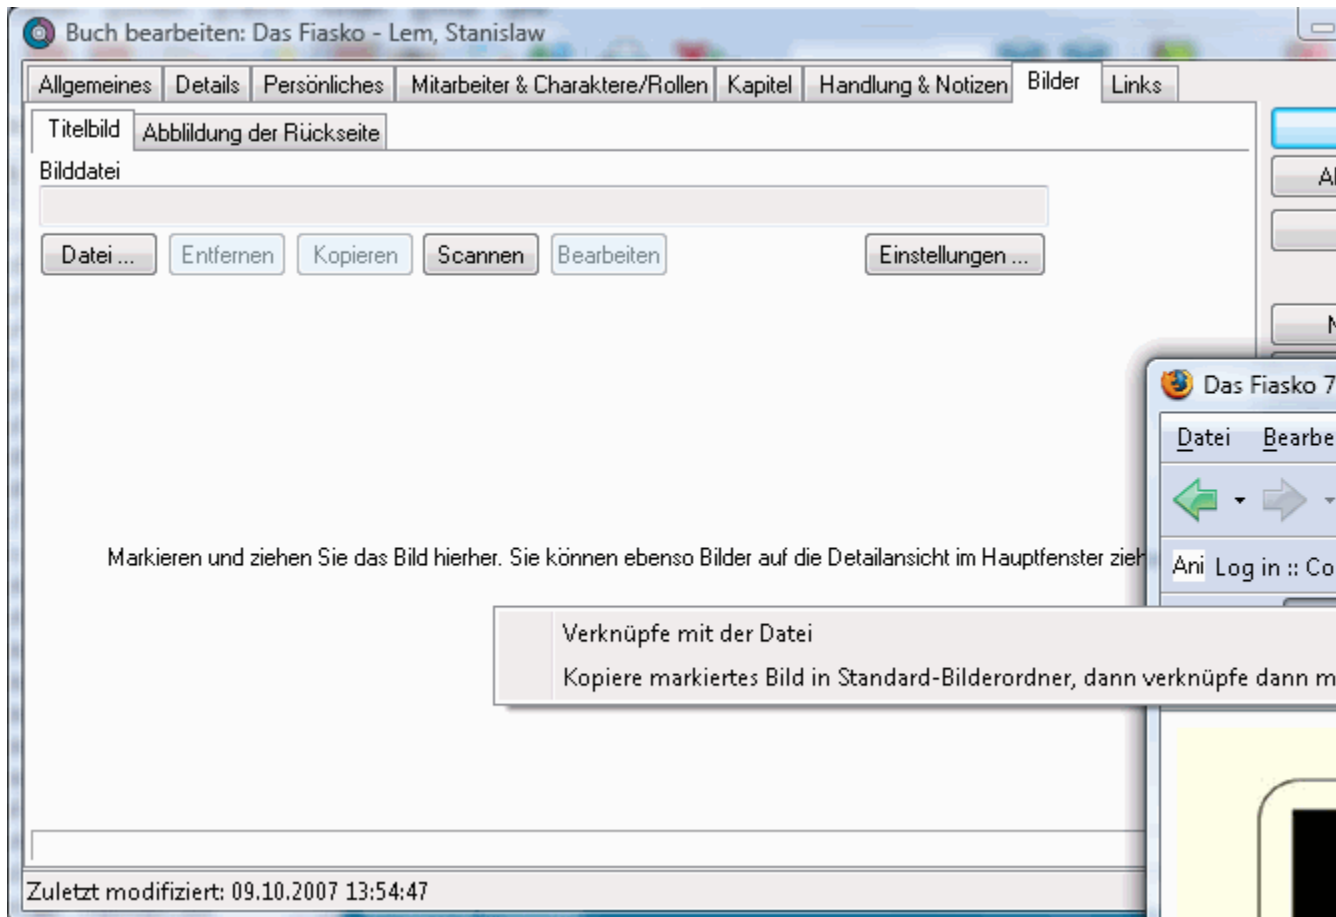 Buch bearbeiten: Das Fiasko - Lem, Stanislaw
Allgemeines Details Persönliches Mitarbeiter & Charaktere/Rollen Kapitel Handlung & Notizen Bilder Links
Titelbild Abblildung der Rückseite
Bilddatei
Datei ... Entfernen Kopieren Scannen Bearbeiten Einstellungen ...
Das Fiasko 7
Datei Bearbe
Markieren und ziehen Sie das Bild hierher. Sie können ebenso Bilder auf die Detailansicht im Hauptfenster zieh
Ani Log in :: Co
Verknüpfe mit der Datei
Kopiere markiertes Bild in Standard-Bilderordner, dann verknüpfe dann m
Zuletzt modifiziert: 09.10.2007 13:54:47